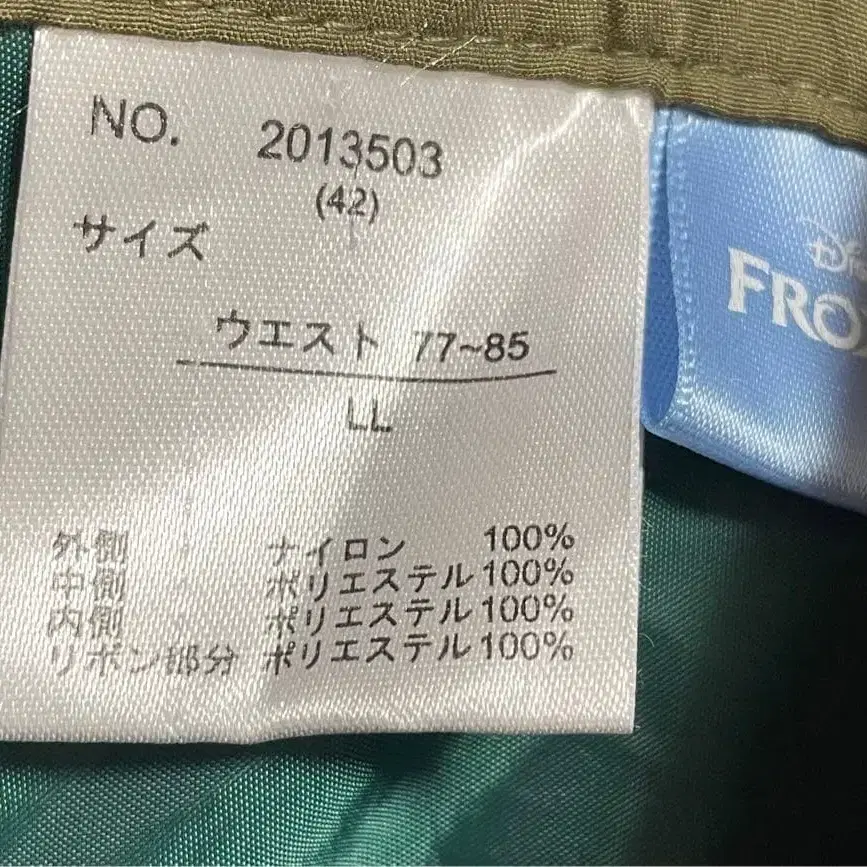 NO. 2013503
(42)
サイズ
ウエスト 77~85
LL
外側 ナイロン 100%
中側 ポリエステル 100%
内側 ポリエステル 100%
リボン部分 ポリエステル 100%